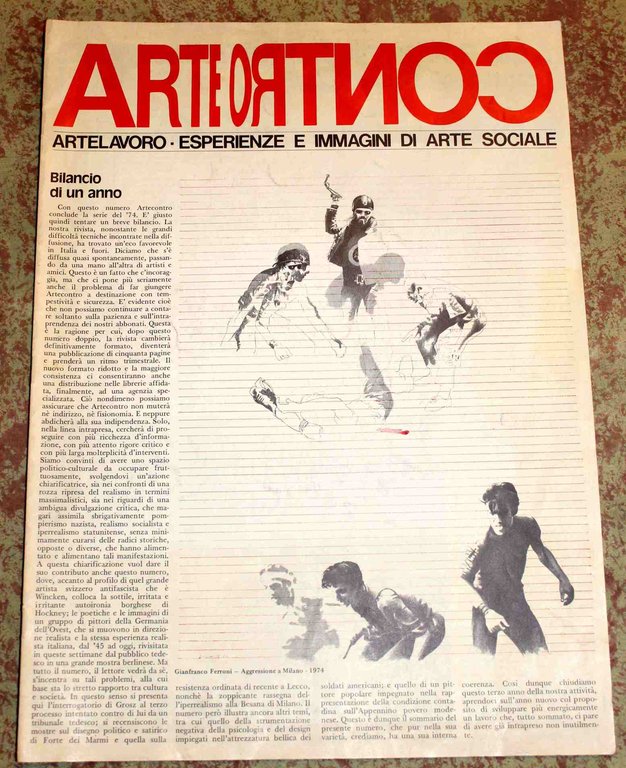 ARTE CONTRO
ARTELAVORO · ESPERIENZE E IMMAGINI DI ARTE SOCIALE
Bilancio
di un anno
Con questo numero Artecontro
conclude la serie del '74. E' giusto
quindi tentare un breve bilancio. La
nostra rivista, nonostante le grandi
difficoltà tecniche incontrate nella dif-
fusione, ha trovato un'eco favorevole
in Italia e fuori. Diciamo che s'è
diffusa quasi spontaneamente, passan-
do da una mano all'altra di artisti e
amici. Questo è un fatto che c'incorag-
gia, ma che ci pone più seriamente
anche il problema di far giungere
Artecontro a destinazione con tem-
pestività e sicurezza. E' evidente cioè
che non possiamo continuare a conta-
re soltanto sulla pazienza e sull'intra-
prendenza dei nostri abbonati. Questa
è la ragione per cui, dopo questo
numero doppio, la rivista cambierà
definitivamente formato, diventerà
una pubblicazione di cinquanta pagine
e prenderà un ritmo trimestrale. Il
nuovo formato ridotto e la maggiore
consistenza ci consentiranno anche
una distribuzione nelle librerie affida-
ta, finalmente, ad una agenzia spe-
cializzata. Ciò nondimeno possiamo
assicurare che Artecontro non muterà
nè indirizzo, nè fisionomia. E neppure
abdicherà alla sua indipendenza. Solo,
nella linea intrapresa, cercherà di pro-
seguire con più ricchezza d'informa-
zione, con più attento rigore critico e
con più larga molteplicità d'interventi.
Siamo convinti di avere uno spazio
politico-culturale da occupare frut-
tuosamente, svolgendovi un'azione
chiarificatrice, sia nei confronti di una
rozza ripresa del realismo in termini
massimalistici, sia nei riguardi di una
ambigua divulgazione critica, che ma-
gari assimila sbrigativamente pom-
pierismo nazista, realismo socialista e
iperrealismo statunitense, senza mini-
mamente curarsi delle radici storiche,
opposte o diverse, che hanno alimen-
tato e alimentano tali manifestazioni.
A questa chiarificazione vuol dare il
suo contributo anche questo numero,
dove, accanto al profilo di quel grande
artista svizzero antifascista che è
Wincken, colloca la sottile, irritata e
irritante autoironia borghese di
Hockney; le poetiche e le immagini di
un gruppo di pittori della Germania
dell'Ovest, che si muovono in direzio-
ne realista e la stessa esperienza reali-
sta italiana, dal '45 ad oggi, rivisitata
in queste settimane dal pubblico tede-
sco in una grande mostra berlinese. Ma
tutto il numero, il lettore vedrà da sè,
s'incentra su tali problemi, alla cui
base sta lo stretto rapporto tra cultura
e società. In questo senso si presenta
qui l'interrogatorio di Grosz al terzo
processo intentato contro di lui da un
tribunale tedesco; si recensiscono le
mostre sul disegno politico e satirico
di Forte dei Marmi e quella sulla
Gianfranco Ferroni — Aggressione a Milano - 1974
resistenza ordinata di recente a Lecco,
nonchè la zoppicante rassegna del-
l'iperrealismo alla Besana di Milano. Il
numero però illustra ancora altri temi,
tra cui quello della strumentazione
negativa della psicologia e del design
impiegati nell'attrezzatura bellica dei
soldati americani; e quello di un pit-
tore popolare impegnato nella rap-
presentazione della condizione conta-
dina sull'Appennino povero mode-
nese. Questo è dunque il sommario del
presente numero, che pur nella sua
varietà, crediamo, ha una sua interna
coerenza. Così dunque chiudiamo
questo terzo anno della nostra attività,
aprendoci sull'anno nuovo col propo-
sito di sviluppare più energicamente
un lavoro che, tutto sommato, ci pare
di avere già intrapreso non inutilmen-
te.